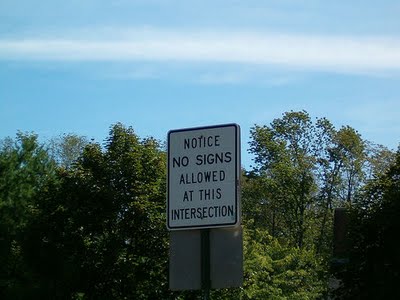 NOTICE
NO SIGNS
ALLOWED
AT THIS
INTERSECTION